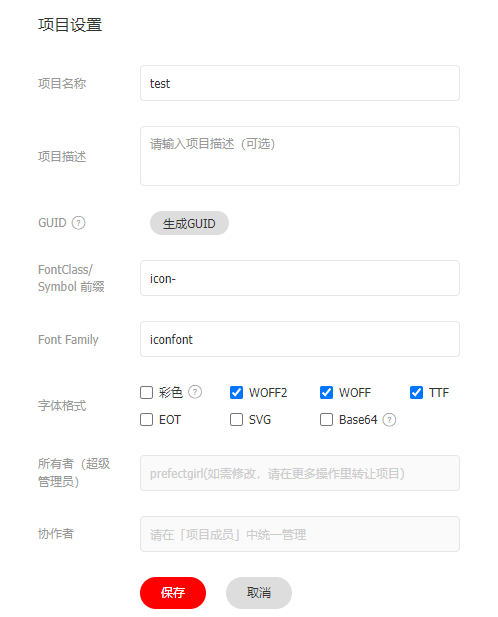 项目设置
项目名称
test
项目描述
请输入项目描述（可选）
GUID ?
生成GUID
FontClass/
Symbol 前缀
icon-
Font Family
iconfont
字体格式
彩色 ? WOFF2 WOFF TTF
EOT SVG Base64 ?
所有者（超级
管理员）
prefectgirl(如需修改，请在更多操作里转让项目)
协作者
请在「项目成员」中统一管理
保存 取消